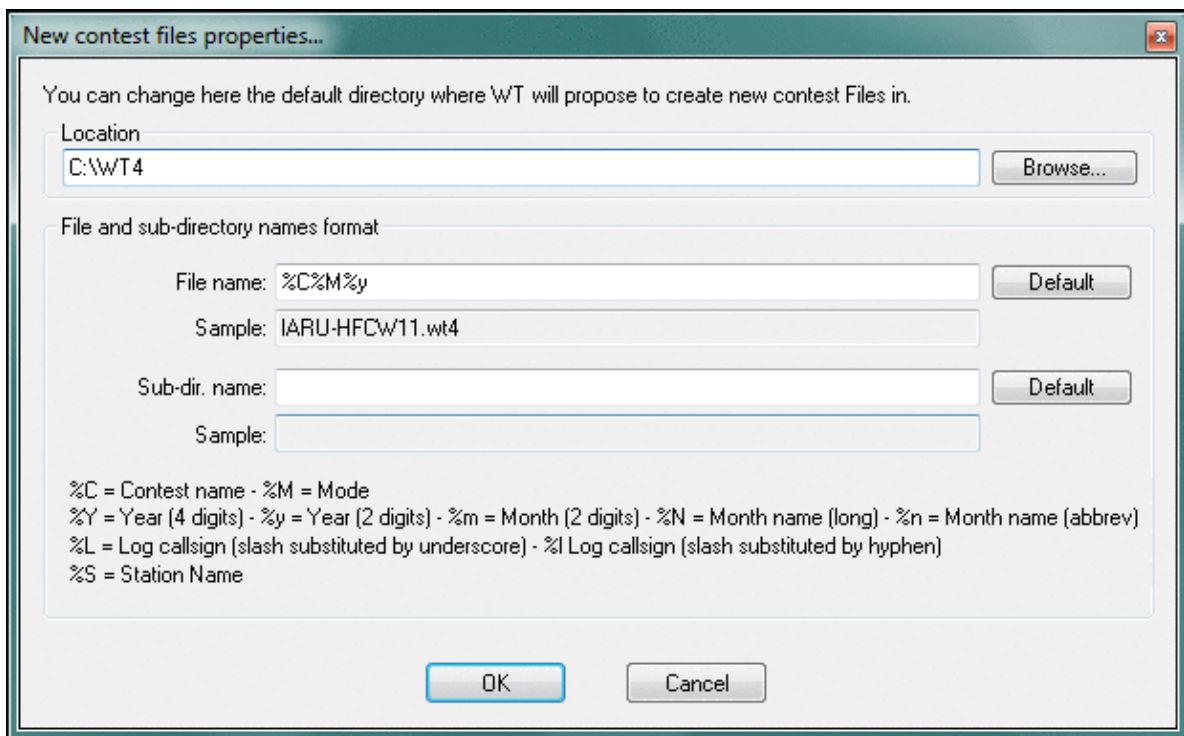 New contest files properties...
You can change here the default directory where WT will propose to create new contest Files in.
Location
C:\WT4
Browse...
File and sub-directory names format
File name: %C%M%y Default
Sample: IARU-HFCW11.wt4
Sub-dir. name: Default
Sample:
%C = Contest name - %M = Mode
%Y = Year (4 digits) - %y = Year (2 digits) - %m = Month (2 digits) - %N = Month name (long) - %n = Month name (abbrev)
%L = Log callsign (slash substituted by underscore) - %l Log callsign (slash substituted by hyphen)
%S = Station Name
OK Cancel